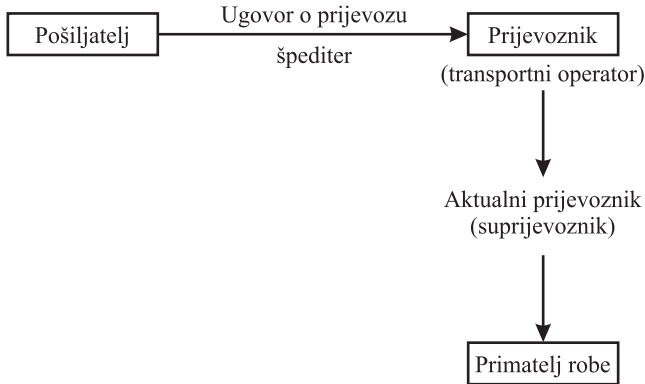 Pošiljatelj
Ugovor o prijevozu
špediter
Prijevoznik
(transportni operator)
Aktualni prijevoznik
(suprijevoznik)
Primatelj robe